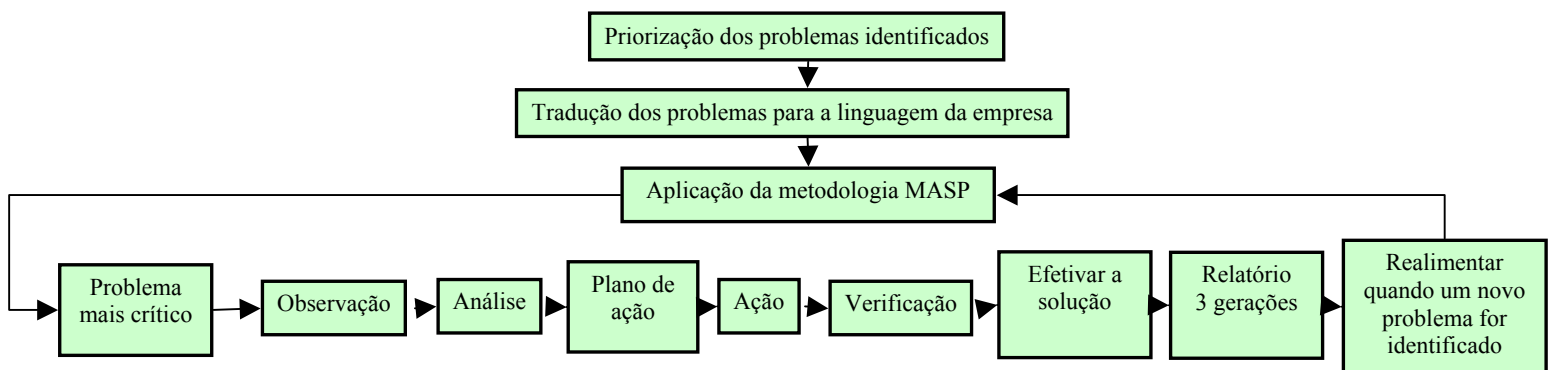 Priorização dos problemas identificados
Tradução dos problemas para a linguagem da empresa
Aplicação da metodologia MASP
Problema
mais crítico
Observação
Análise
Plano de
ação
Ação
Verificação
Efetivar a
solução
Relatório
3 gerações
Realimentar
quando um novo
problema for
identificado